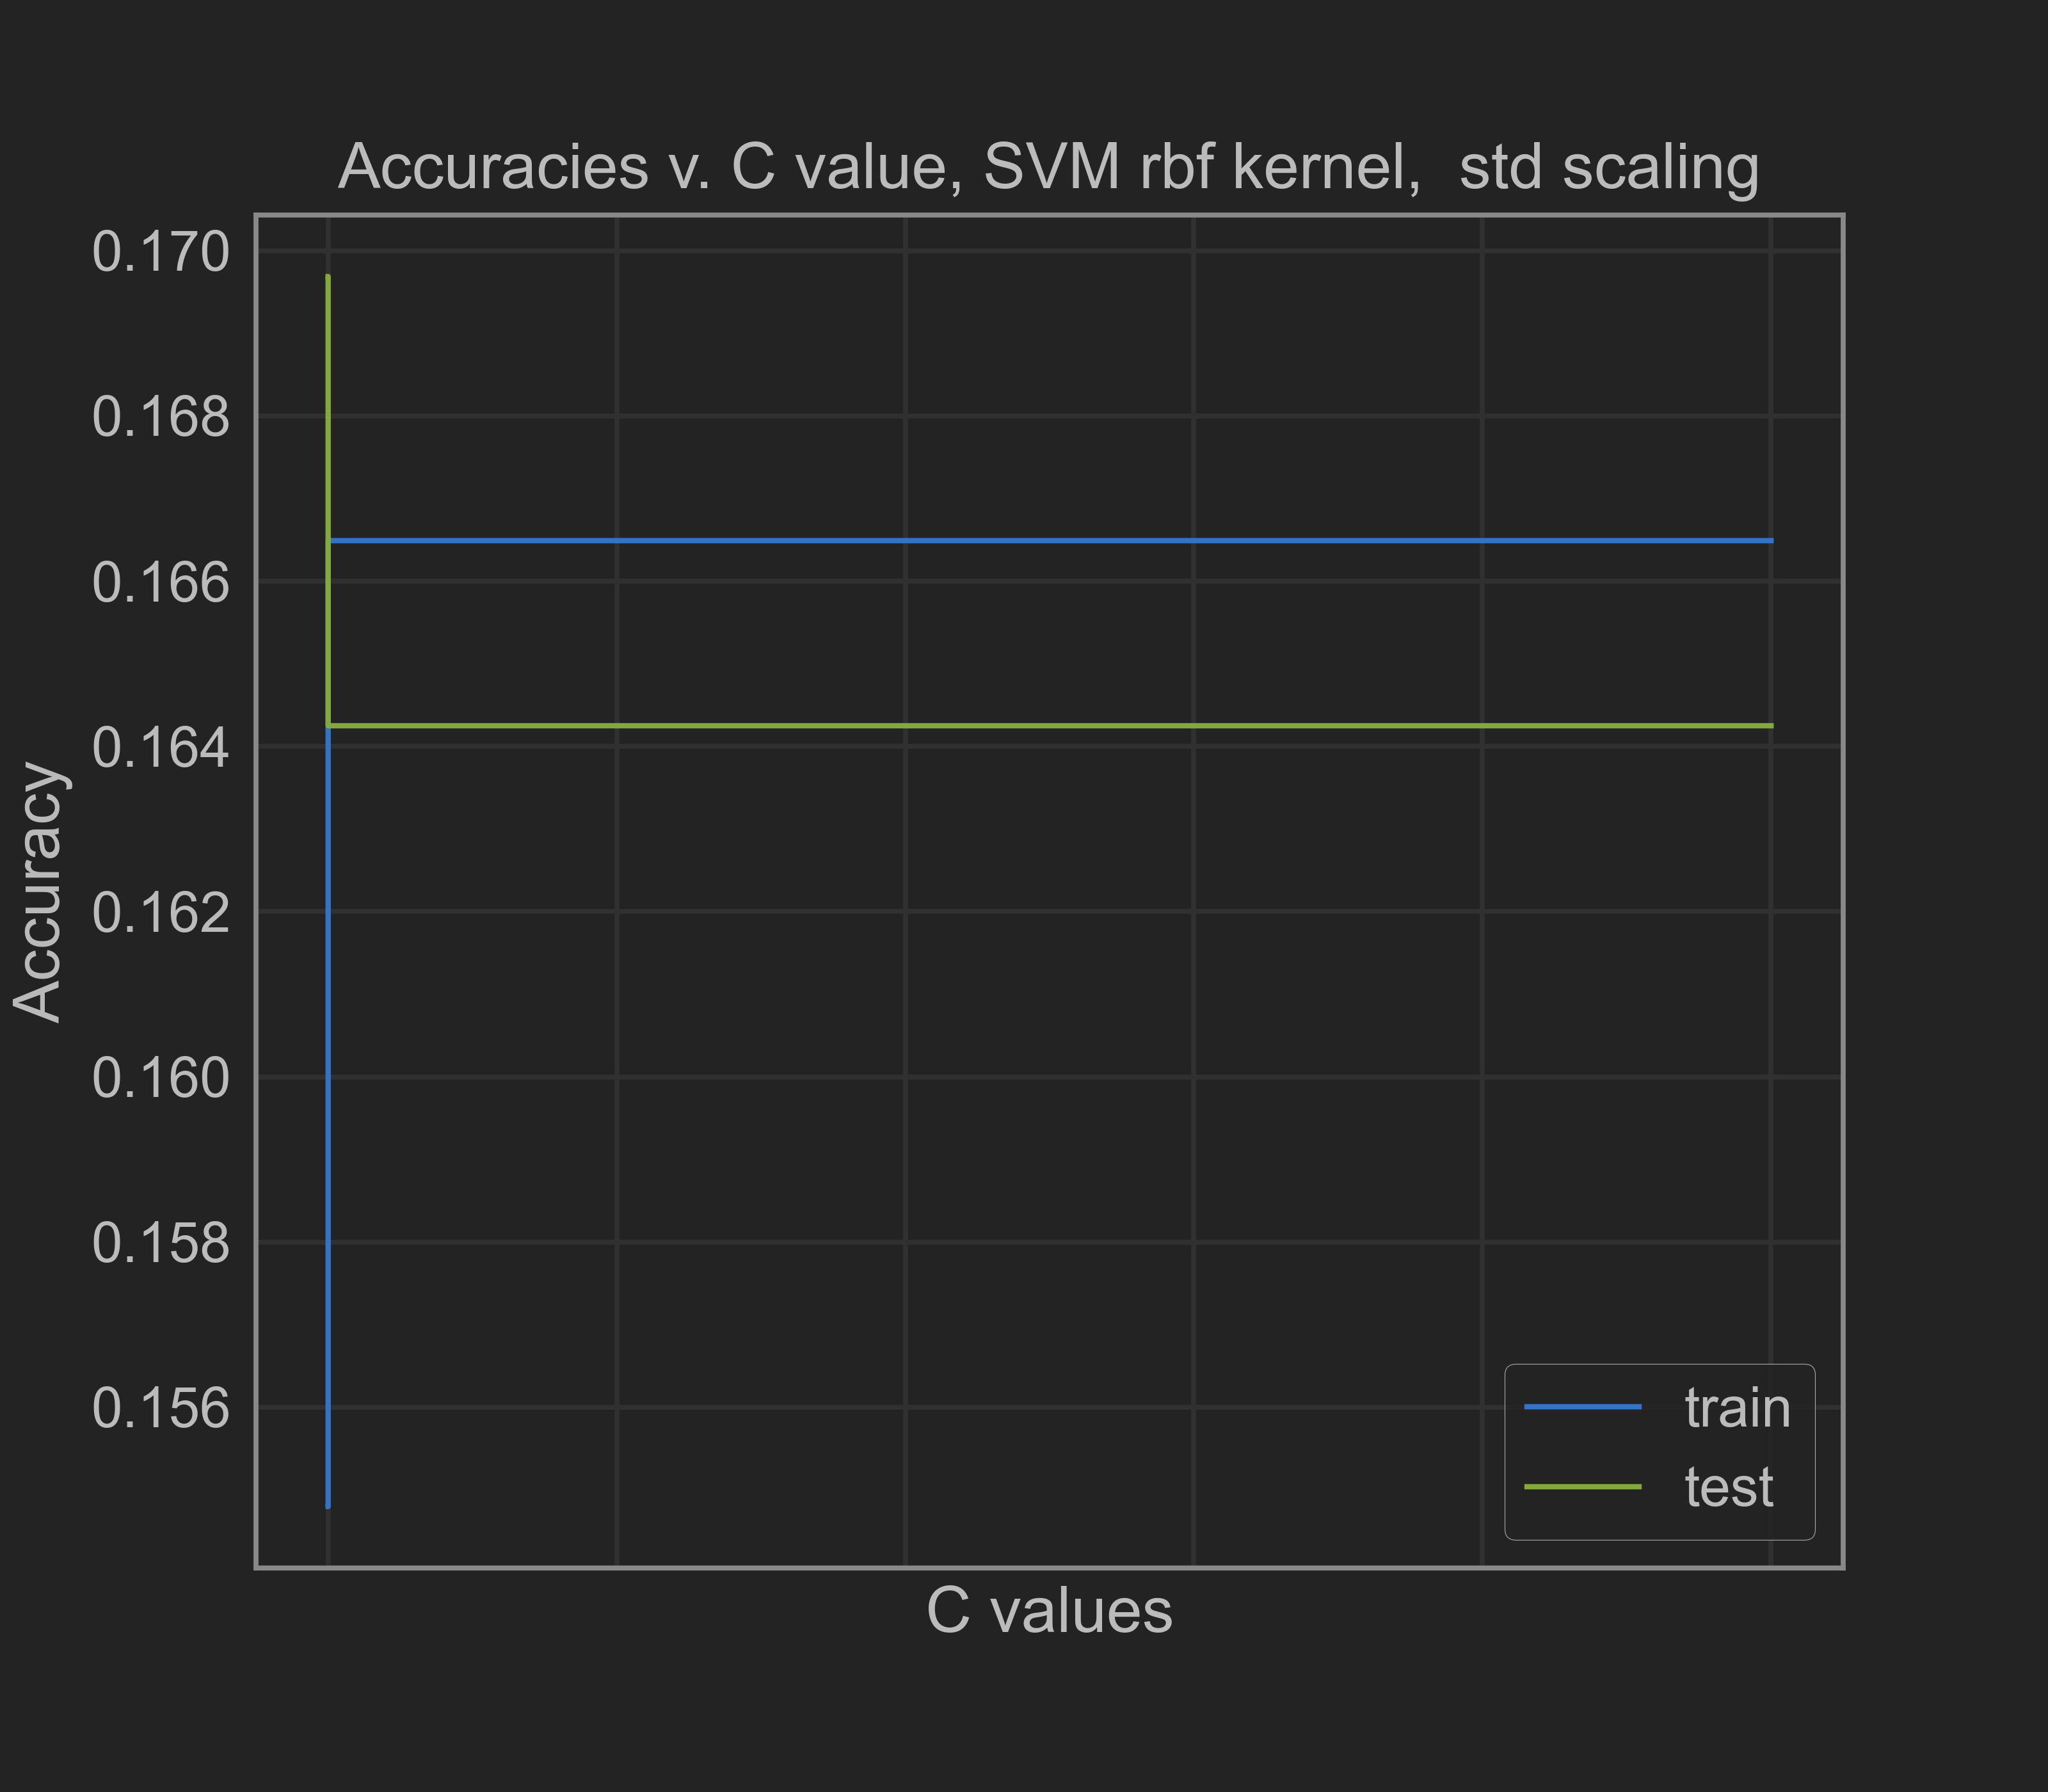 Accuracies v. C value, SVM rbf kernel,  std scaling
0.170
0.168
0.166
0.164
0.162
0.160
0.158
0.156
Accuracy
train
test
C values